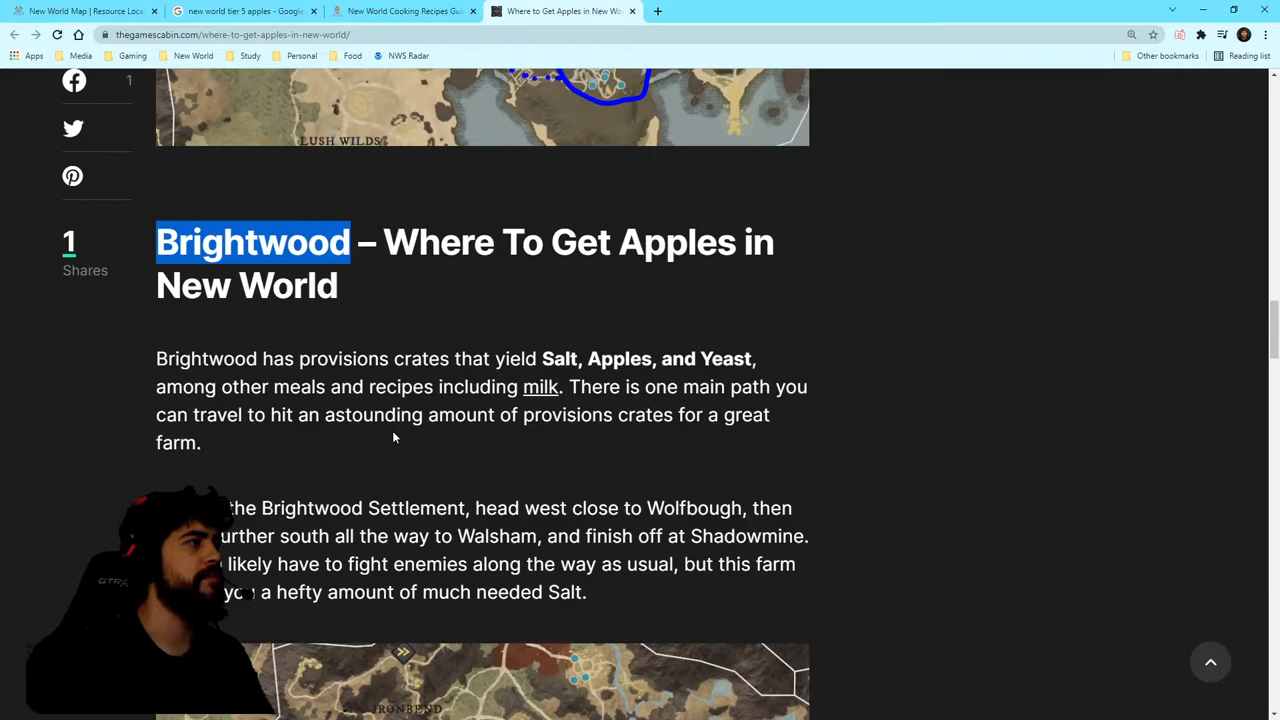 New World Map | Resource Loca
new world tier 5 apples - Google
New World Cooking Recipes Gu
Where to Get Apples in New Wo
thegamescabin.com/where-to-get-apples-in-new-world/
Apps
Media
Gaming
New World
Study
Personal
Food
NWS Radar
Other bookmarks
Reading list
1
LUSH WILDS
1
Shares
Brightwood – Where To Get Apples in
New World
Brightwood has provisions crates that yield Salt, Apples, and Yeast,
among other meals and recipes including milk. There is one main path you
can travel to hit an astounding amount of provisions crates for a great
farm.
the Brightwood Settlement, head west close to Wolfbough, then
further south all the way to Walsham, and finish off at Shadowmine.
likely have to fight enemies along the way as usual, but this farm
you a hefty amount of much needed Salt.
IRONBEND
GTRA